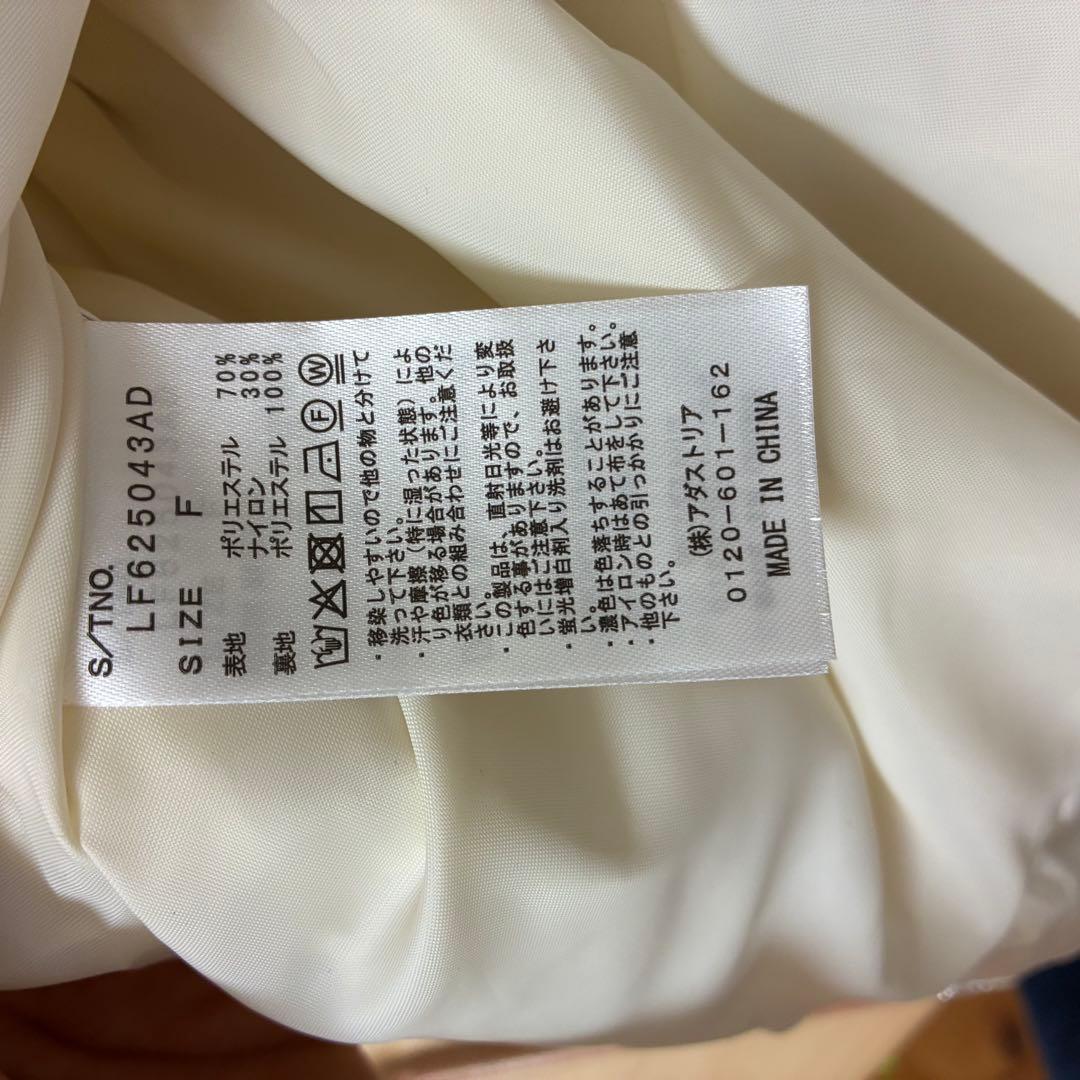 S/TNO.
LF625043AD
SIZE F
表地 ポリエステル 70%
ナイロン 30%
裏地 ポリエステル 100%
・移染しやすいので他の物と分けて
洗って下さい。
・汗や摩擦（特に湿った状態）によ
り色が移る場合があります。他の
衣類との組み合わせにご注意くだ
さい。
・この製品は、直射日光等により変
色する事がありますので、お取扱
いにはご注意下さい。
・蛍光増白剤入り洗剤はお避け下さ
い。
・濃色は色落ちすることがあります。
・アイロン時はあて布をして下さい。
・他のものとの引っかかりにご注意
下さい。
(株)アダストリア
0120-601-162
MADE IN CHINA